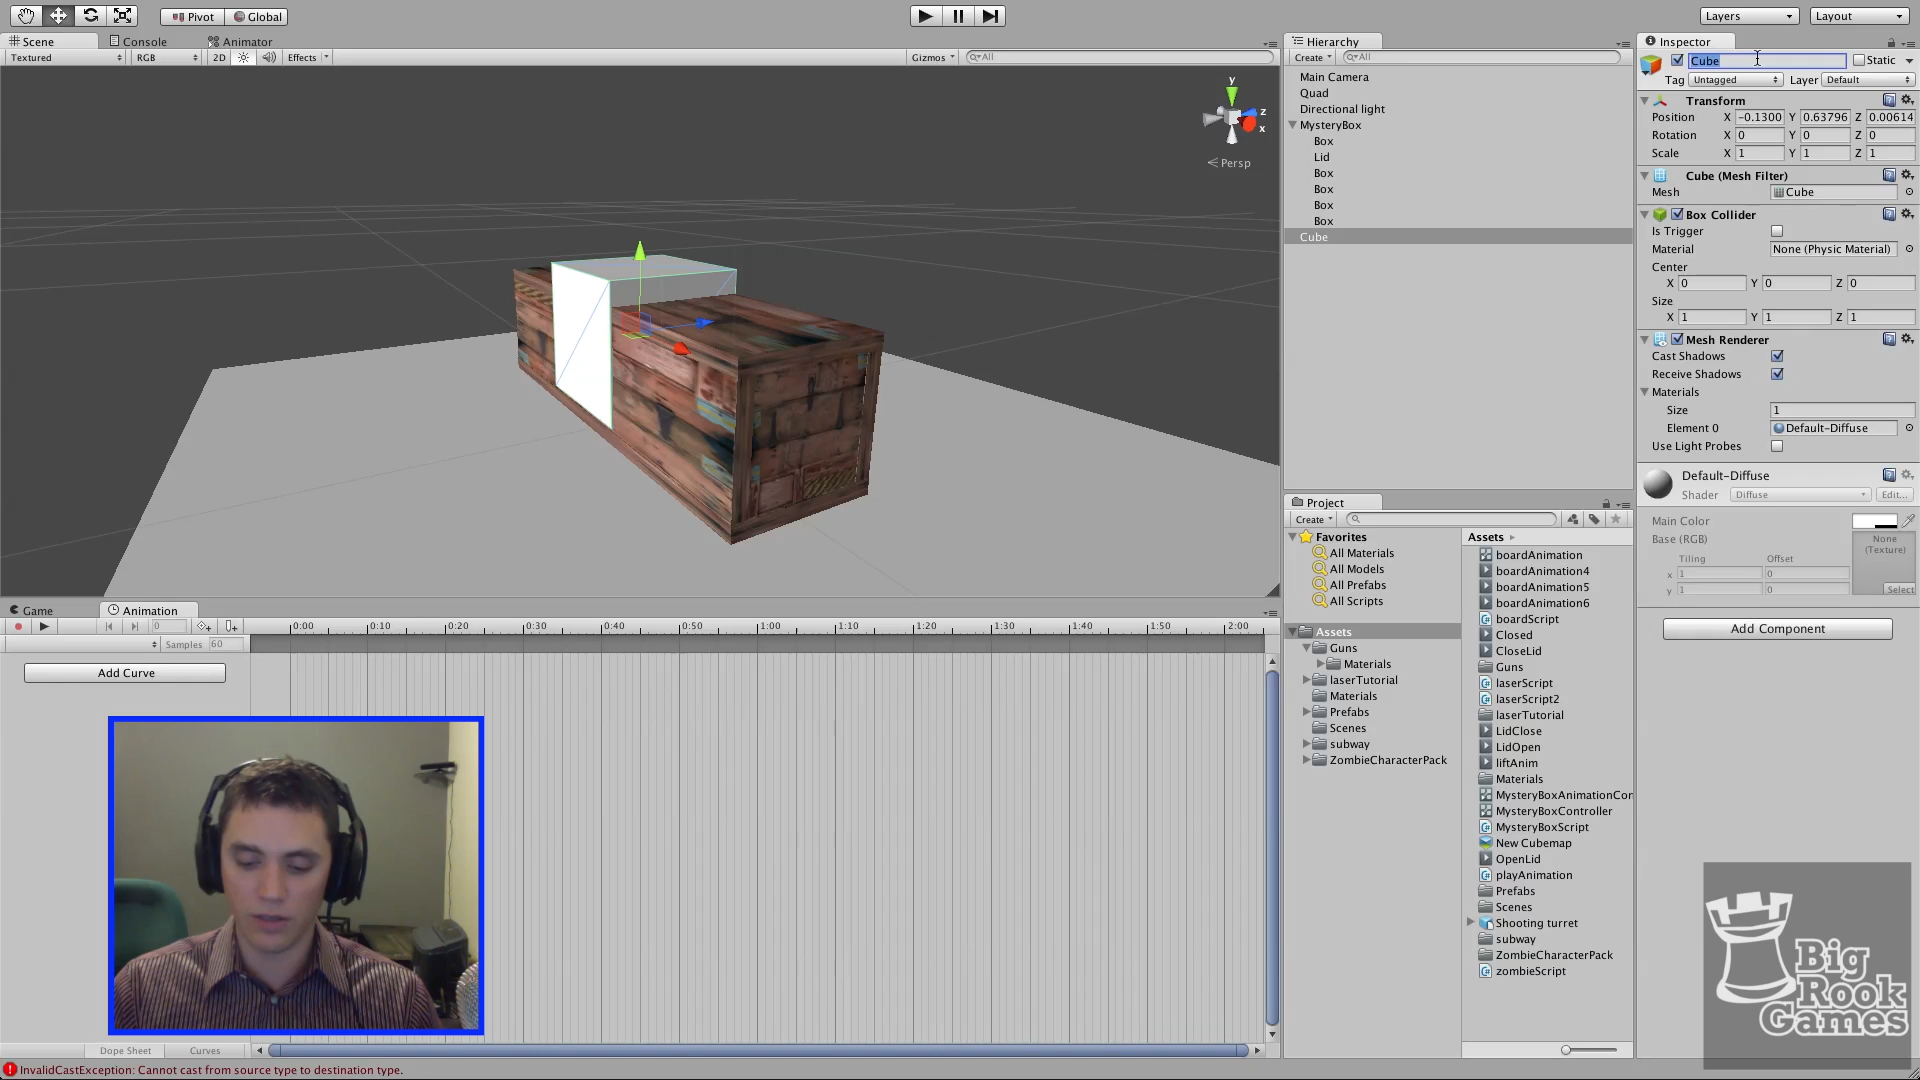 Pivot Global Layers Layout
Scene Console Animator
Textured RGB 2D Effects Gizmos All
y
z
x
Persp
Hierarchy
Create All
Main Camera
Quad
Directional light
MysteryBox
Box
Lid
Box
Box
Box
Box
Cube
Inspector
Cube Static
Tag Untagged Layer Default
Transform
Position X -0.1300 Y 0.63796 Z 0.00614
Rotation X 0 Y 0 Z 0
Scale X 1 Y 1 Z 1
Cube (Mesh Filter)
Mesh Cube
Box Collider
Is Trigger
Material None (Physic Material)
Center
X 0 Y 0 Z 0
Size
X 1 Y 1 Z 1
Mesh Renderer
Cast Shadows
Receive Shadows
Materials
Size 1
Element 0 Default-Diffuse
Use Light Probes
Default-Diffuse
Shader Diffuse Edit...
Main Color
Base (RGB) None
(Texture)
Tiling Offset
x 1 0
y 1 0 Select
Add Component
Project
Create
Favorites
All Materials
All Models
All Prefabs
All Scripts
Assets
Guns
Materials
laserTutorial
Materials
Prefabs
Scenes
subway
ZombieCharacterPack
Assets
boardAnimation
boardAnimation4
boardAnimation5
boardAnimation6
boardScript
Closed
CloseLid
Guns
laserScript
laserScript2
laserTutorial
LidClose
LidOpen
liftAnim
Materials
MysteryBoxAnimationCon
MysteryBoxController
MysteryBoxScript
New Cubemap
OpenLid
playAnimation
Prefabs
Scenes
Shooting turret
subway
ZombieCharacterPack
zombieScript
Game Animation
0 0:00 0:10 0:20 0:30 0:40 0:50 1:00 1:10 1:20 1:30 1:40 1:50 2:00
Samples 60
Add Curve
Dope Sheet Curves
InvalidCastException: Cannot cast from source type to destination type.
Big
Rook
Games